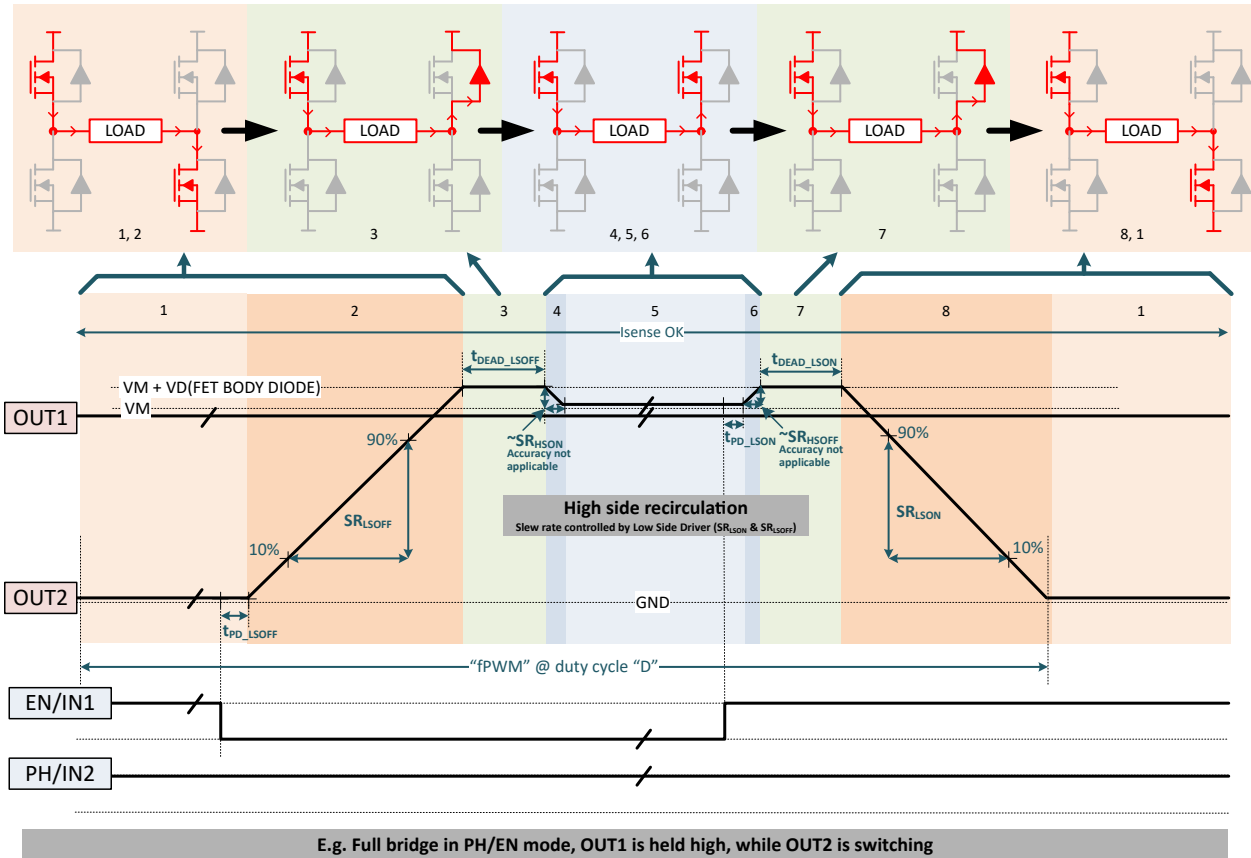 LOAD LOAD LOAD LOAD LOAD
1, 2 3 4, 5, 6 7 8, 1
1 2 3 4 5 6 7 8 1
Isense OK
tDEAD_LSOFF tDEAD_LSON
VM + VD(FET BODY DIODE)
VM
OUT1
90%
~SRHSON
Accuracy not
applicable
tPD_LSON
~SRHSOFF
Accuracy not
applicable
90%
High side recirculation
Slew rate controlled by Low Side Driver (SRLSON & SRLSOFF)
SRLSOFF
SRLSON
10%
10%
OUT2
GND
tPD_LSOFF
“fPWM” @ duty cycle “D”
EN/IN1
PH/IN2
E.g. Full bridge in PH/EN mode, OUT1 is held high, while OUT2 is switching